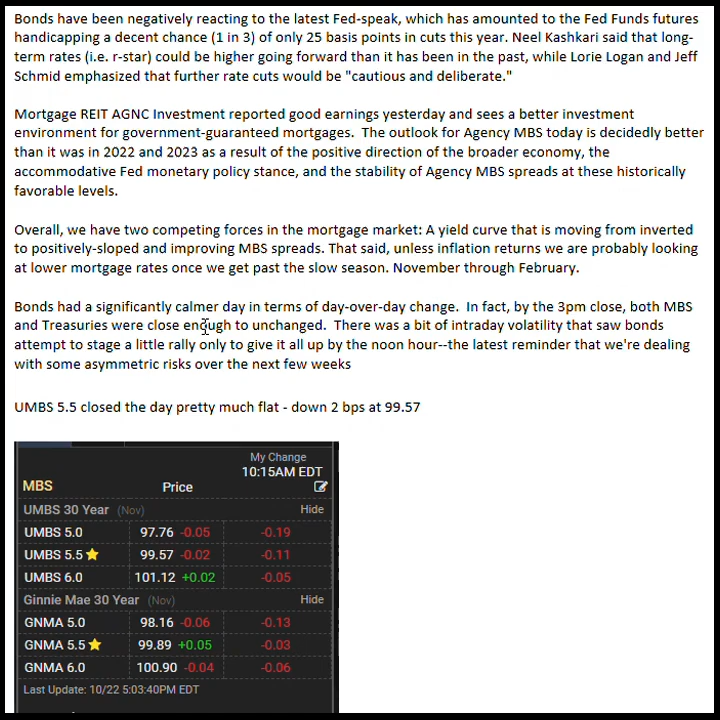 Bonds have been negatively reacting to the latest Fed-speak, which has amounted to the Fed Funds futures
handicapping a decent chance (1 in 3) of only 25 basis points in cuts this year. Neel Kashkari said that long-
term rates (i.e. r-star) could be higher going forward than it has been in the past, while Lorie Logan and Jeff
Schmid emphasized that further rate cuts would be "cautious and deliberate."
Mortgage REIT AGNC Investment reported good earnings yesterday and sees a better investment
environment for government-guaranteed mortgages. The outlook for Agency MBS today is decidedly better
than it was in 2022 and 2023 as a result of the positive direction of the broader economy, the
accommodative Fed monetary policy stance, and the stability of Agency MBS spreads at these historically
favorable levels.
Overall, we have two competing forces in the mortgage market: A yield curve that is moving from inverted
to positively-sloped and improving MBS spreads. That said, unless inflation returns we are probably looking
at lower mortgage rates once we get past the slow season. November through February.
Bonds had a significantly calmer day in terms of day-over-day change. In fact, by the 3pm close, both MBS
and Treasuries were close enough to unchanged. There was a bit of intraday volatility that saw bonds
attempt to stage a little rally only to give it all up by the noon hour--the latest reminder that we're dealing
with some asymmetric risks over the next few weeks
UMBS 5.5 closed the day pretty much flat - down 2 bps at 99.57
My Change
10:15AM EDT
MBS Price
UMBS 30 Year (Nov) Hide
UMBS 5.0 97.76 -0.05 -0.19
UMBS 5.5 99.57 -0.02 -0.11
UMBS 6.0 101.12 +0.02 -0.05
Ginnie Mae 30 Year (Nov) Hide
GNMA 5.0 98.16 -0.06 -0.13
GNMA 5.5 99.89 +0.05 -0.03
GNMA 6.0 100.90 -0.04 -0.06
Last Update: 10/22 5:03:40PM EDT